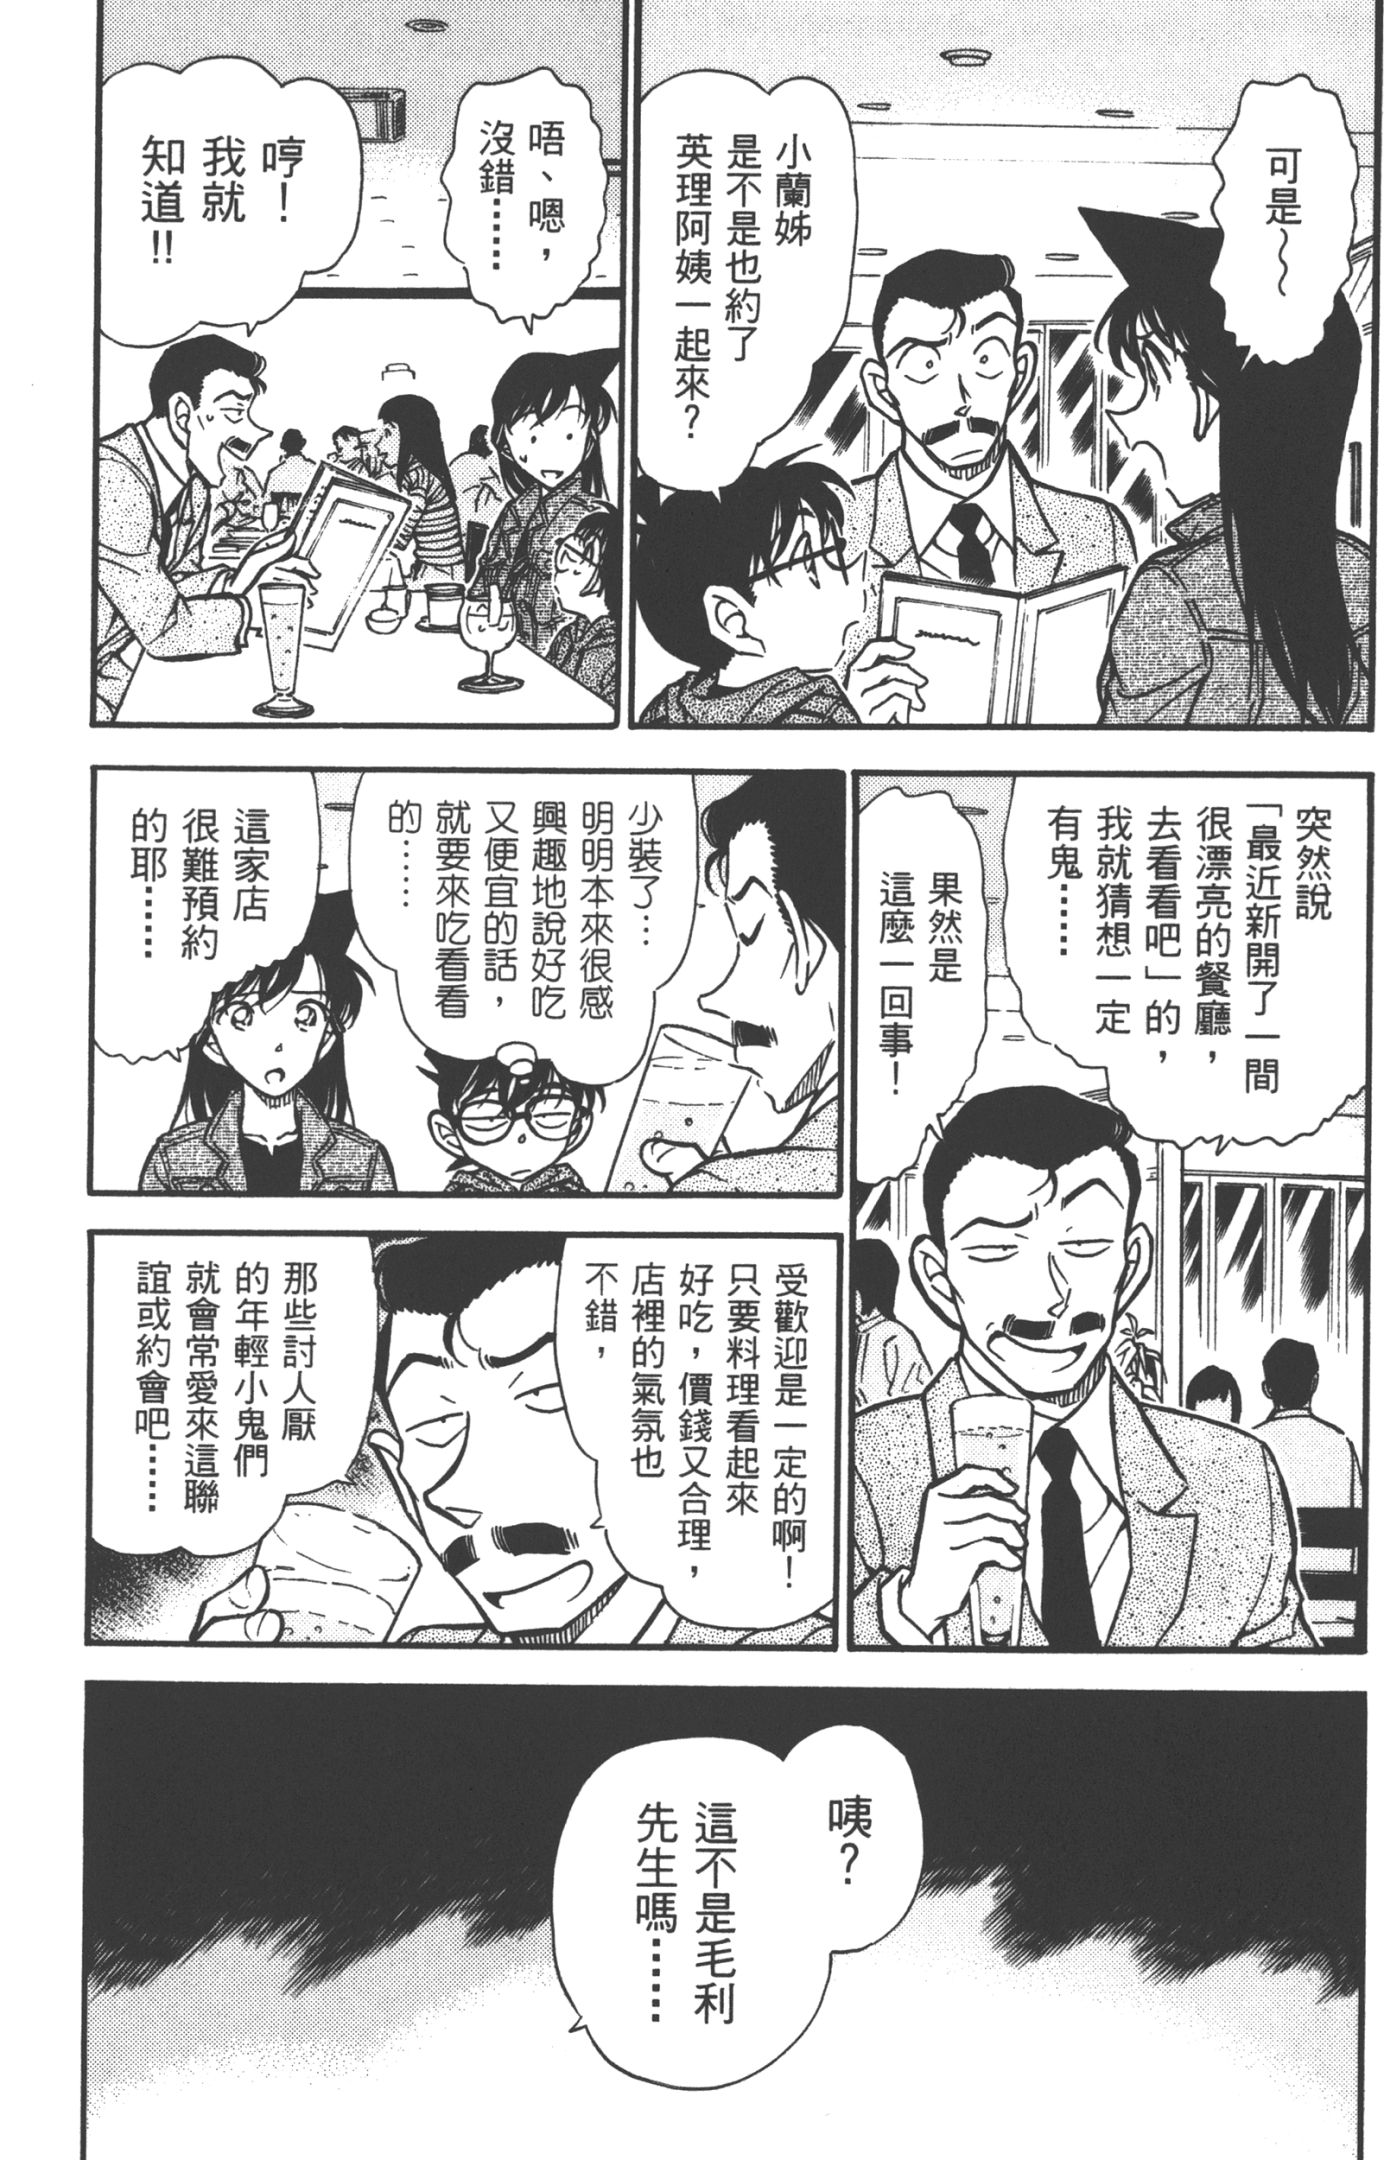 可是～
小蘭姊
是不是也約了
英理阿姨一起來？
唔、嗯，
沒錯……
哼！
我就
知道!!
突然說
「最近新開了一間
很漂亮的餐廳，
去看看吧」的，
我就猜想一定
有鬼……
果然是
這麼一回事！
少裝了…
明明本來很感
興趣地說好吃
又便宜的話，
就要來吃看看
的……
這家店
很難預約
的耶……
受歡迎是一定的啊！
只要料理看起來
好吃，價錢又合理，
店裡的氣氛也
不錯，
那些討人厭
的年輕小鬼們
就會常愛來這聯
誼或約會吧……
咦？
這不是毛利
先生嗎……